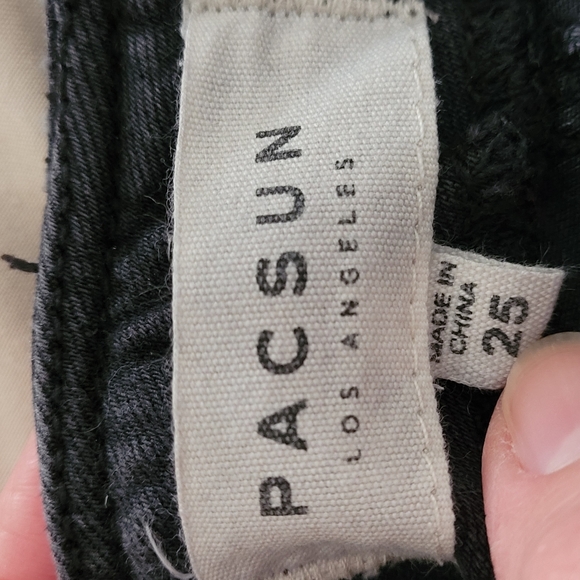 PACSUN
LOS ANGELES
MADE IN
CHINA
25